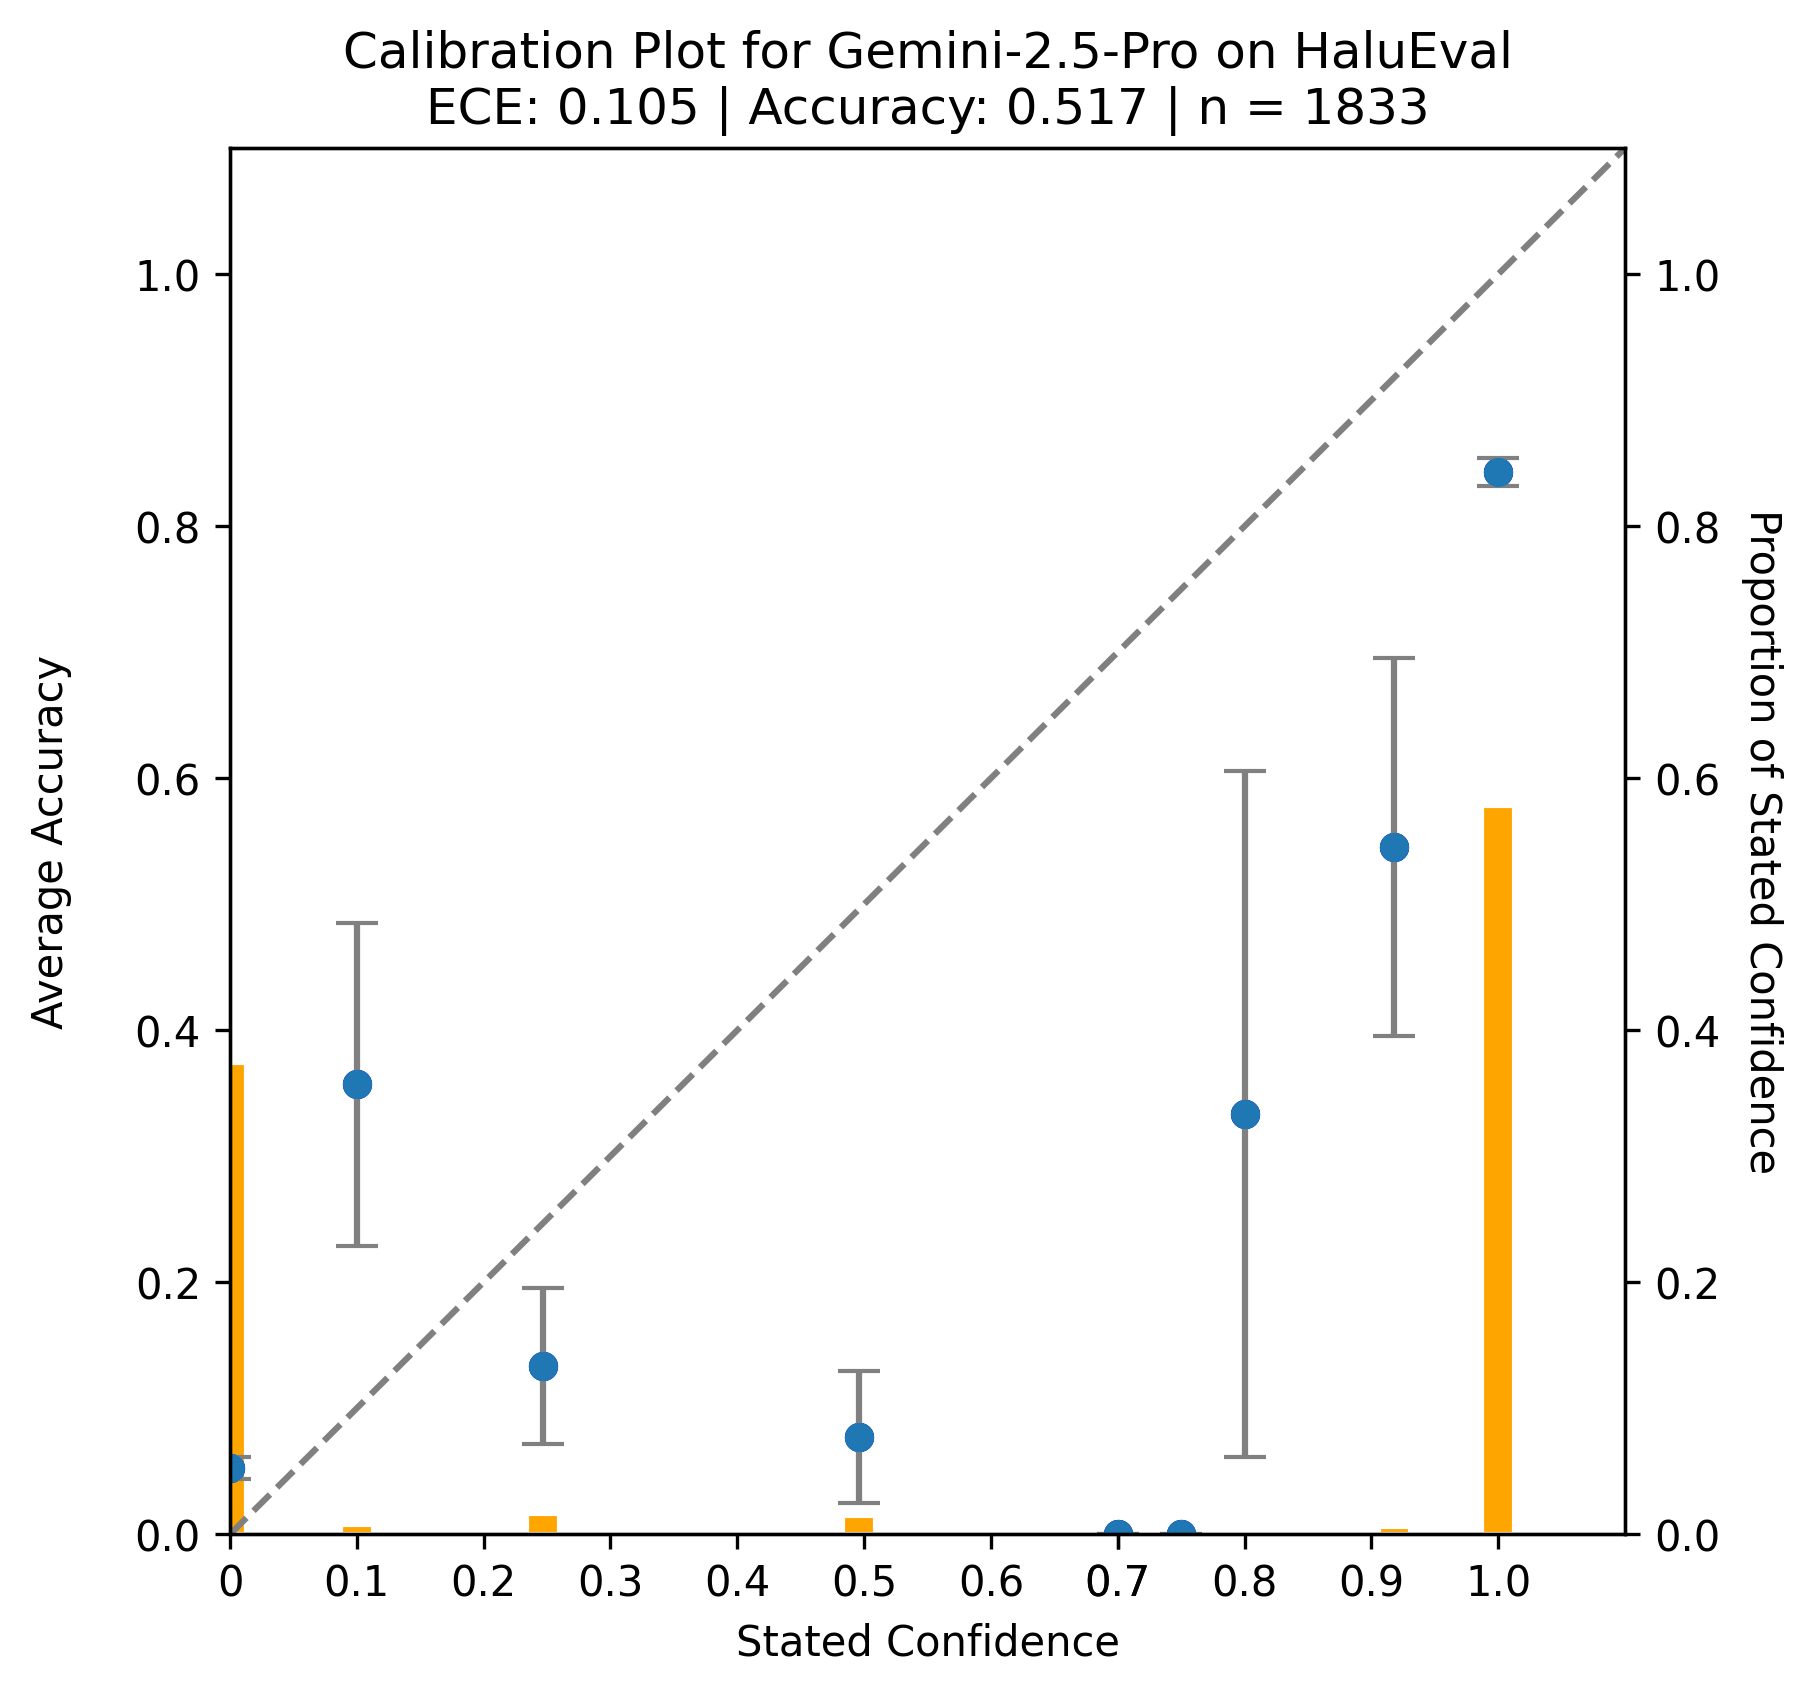 Calibration Plot for Gemini-2.5-Pro on HaluEval
ECE: 0.105 | Accuracy: 0.517 | n = 1833
Average Accuracy
1.0
0.8
0.6
0.4
0.2
0.0
0 0.1 0.2 0.3 0.4 0.5 0.6 0.7 0.8 0.9 1.0
Stated Confidence
1.0
0.8
0.6
0.4
0.2
0.0
Proportion of Stated Confidence